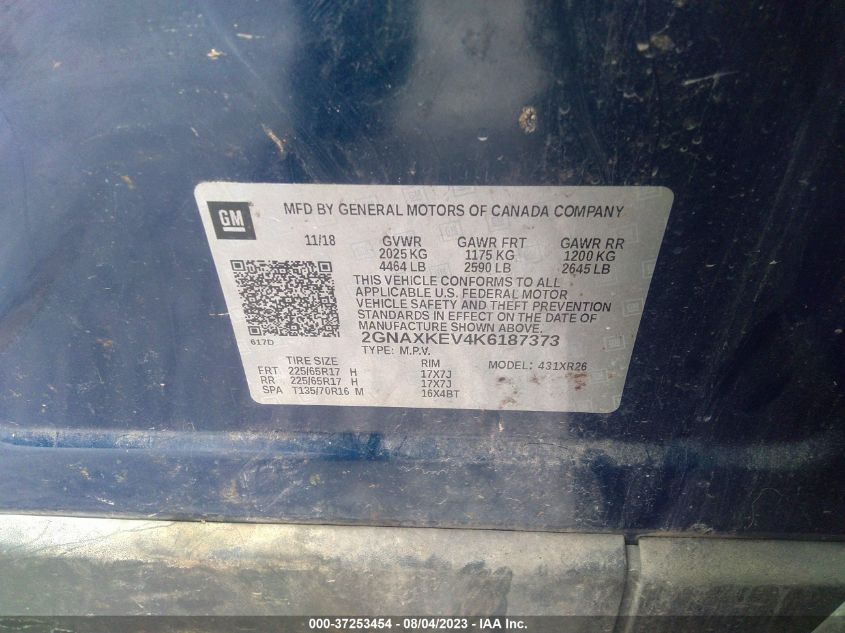 GM
MFD BY GENERAL MOTORS OF CANADA COMPANY
11/18 GVWR GAWR FRT GAWR RR
2025 KG 1175 KG 1200 KG
4464 LB 2590 LB 2645 LB
THIS VEHICLE CONFORMS TO ALL
APPLICABLE U.S. FEDERAL MOTOR
VEHICLE SAFETY AND THEFT PREVENTION
STANDARDS IN EFFECT ON THE DATE OF
MANUFACTURE SHOWN ABOVE.
617D
2GNAXKEV4K6187373
TYPE: M.P.V. MODEL: 431XR26
TIRE SIZE RIM
FRT 225/65R17 H 17X7J
RR 225/65R17 H 17X7J
SPA T135/70R16 M 16X4BT
000-37253454 - 08/04/2023 - IAA Inc.